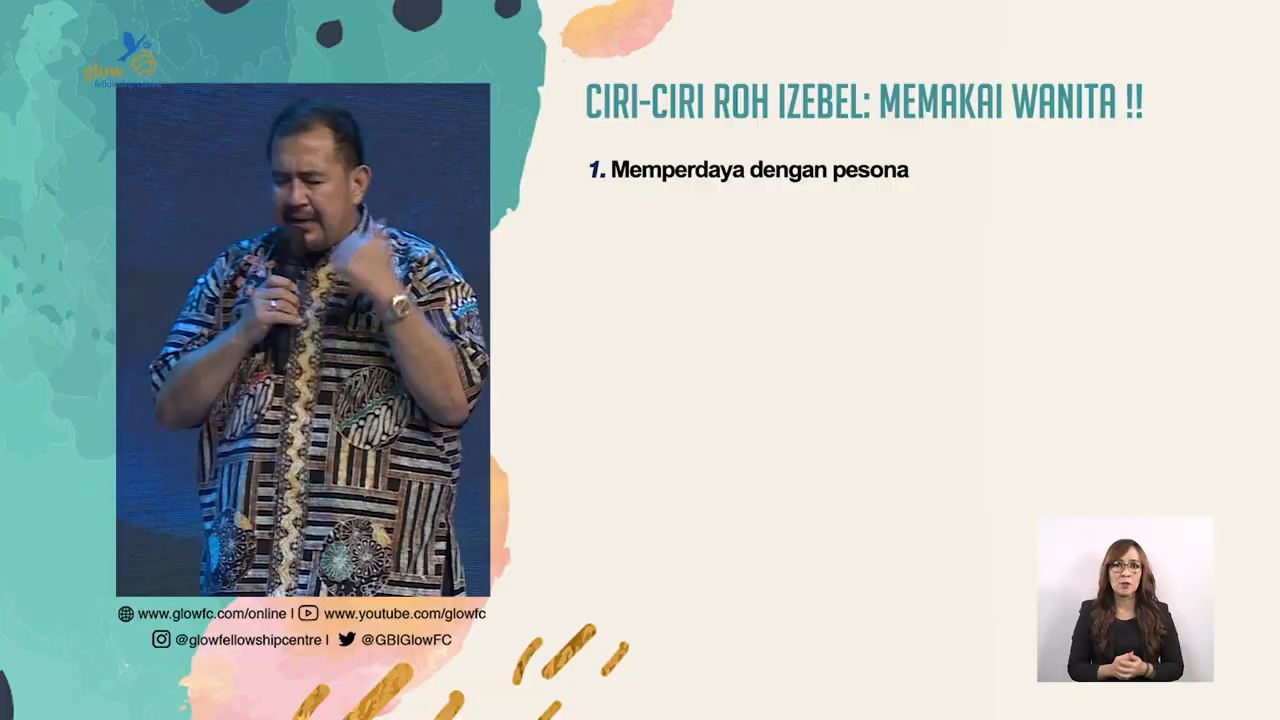 glow
fellowship centre
CIRI-CIRI ROH IZEBEL: MEMAKAI WANITA !!
1. Memperdaya dengan pesona
www.glowfc.com/online | www.youtube.com/glowfc
@glowfellowshipcentre | @GBIGlowFC